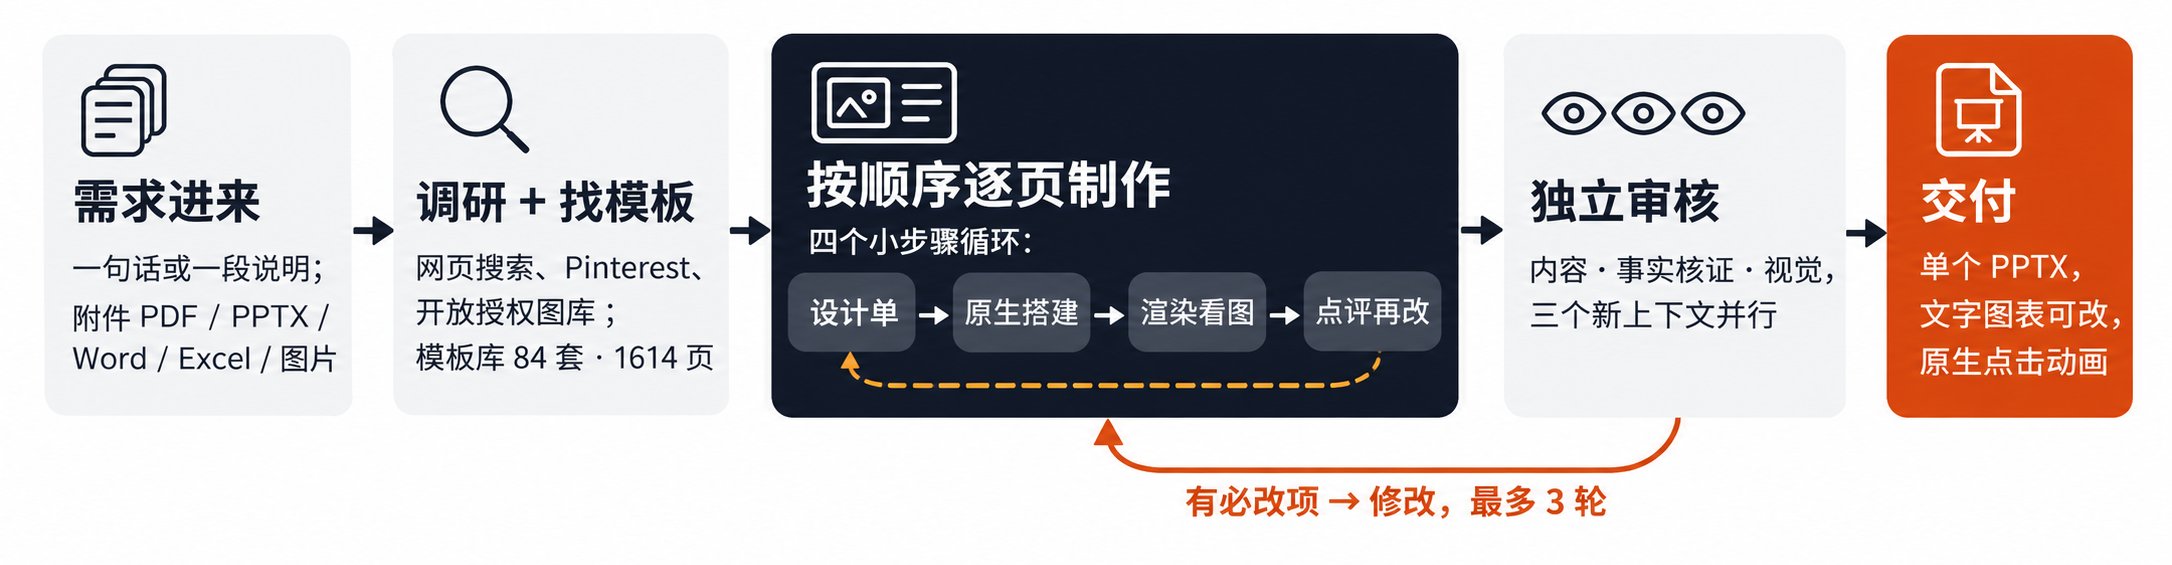 需求进来
一句话或一段说明；
附件 PDF / PPTX /
Word / Excel / 图片
调研 + 找模板
网页搜索、Pinterest、
开放授权图库；
模板库 84 套 · 1614 页
按顺序逐页制作
四个小步骤循环：
设计单 → 原生搭建 → 渲染看图 → 点评再改
独立审核
内容 · 事实核证 · 视觉，
三个新上下文并行
交付
单个 PPTX，
文字图表可改，
原生点击动画
有必改项 → 修改，最多 3 轮